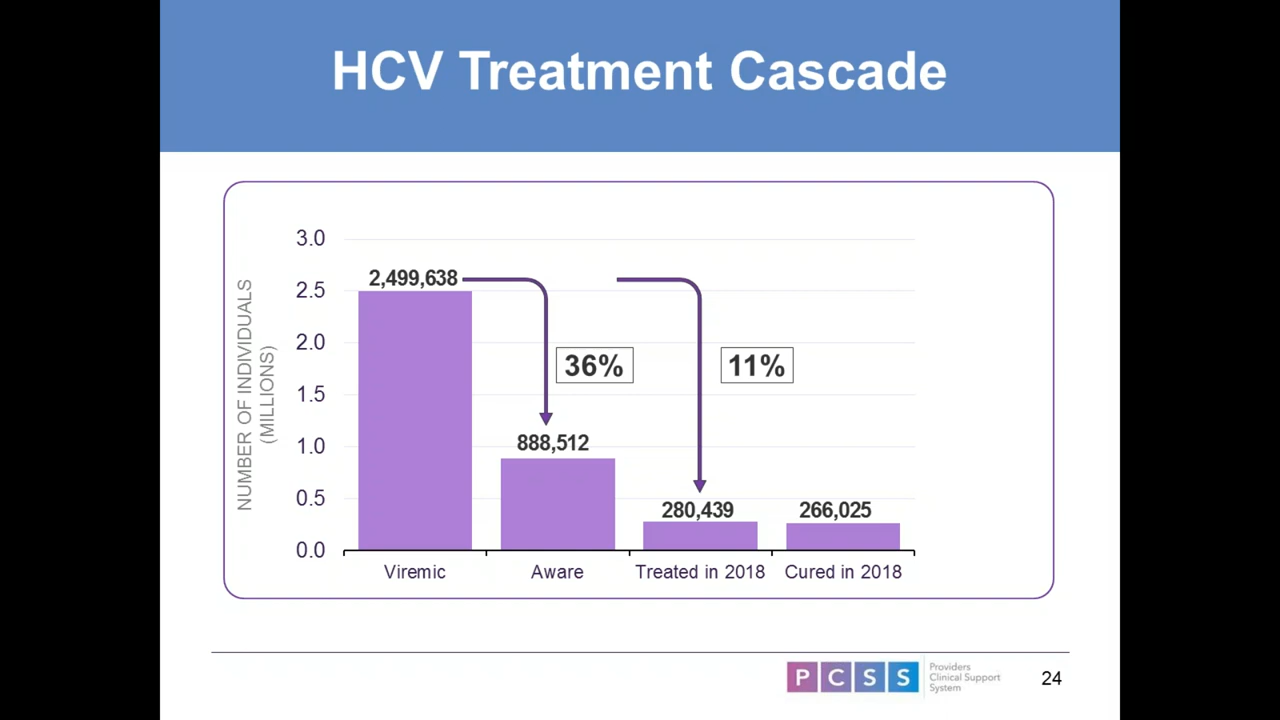 HCV Treatment Cascade
NUMBER OF INDIVIDUALS
(MILLIONS)
3.0
2.5
2.0
1.5
1.0
0.5
0.0
2,499,638
36%
11%
888,512
280,439
266,025
Viremic
Aware
Treated in 2018
Cured in 2018
P C S S
Providers
Clinical Support
System
24